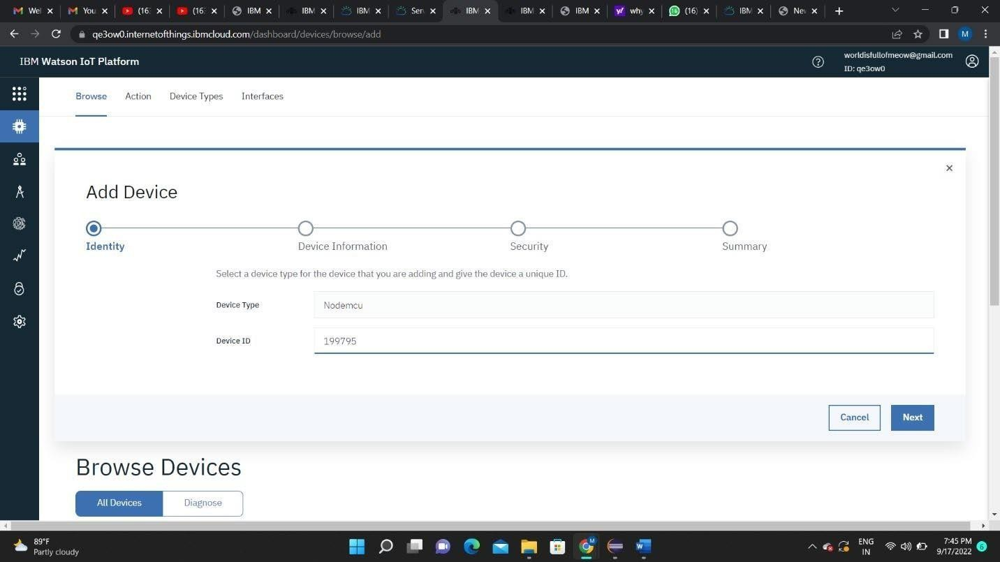 Wel
You
(16:
(16:
IBM
IBM
IBM
Ser
IBM
IBM
IBM
why
16 (16)
IBM
Ne
qe3ow0.internetofthings.ibmcloud.com/dashboard/devices/browse/add
M
IBM Watson IoT Platform
worldisfullofmeow@gmail.com
ID: qe3ow0
Browse Action Device Types Interfaces
Add Device
Identity Device Information Security Summary
Select a device type for the device that you are adding and give the device a unique ID.
Device Type Nodemcu
Device ID 199795
Cancel Next
Browse Devices
All Devices Diagnose
89°F
Partly cloudy
ENG
IN
7:45 PM
9/17/2022
6